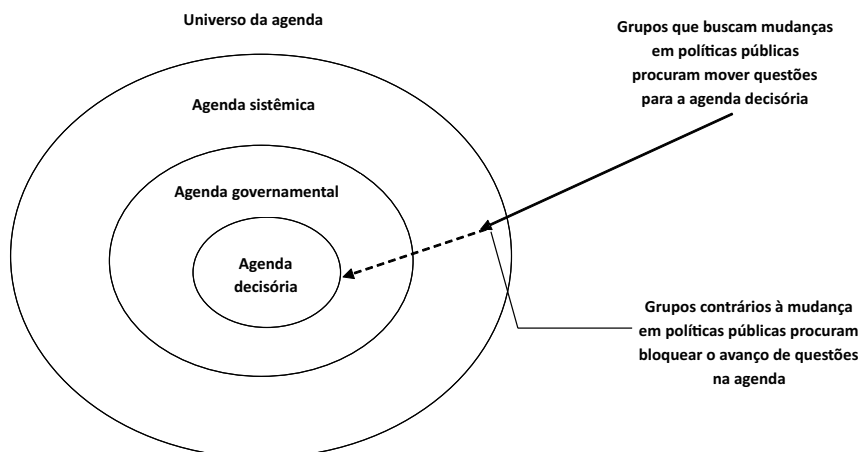 Universo da agenda
Grupos que buscam mudanças
em políticas públicas
procuram mover questões
para a agenda decisória
Agenda sistêmica
Agenda governamental
Agenda
decisória
Grupos contrários à mudança
em políticas públicas procuram
bloquear o avanço de questões
na agenda